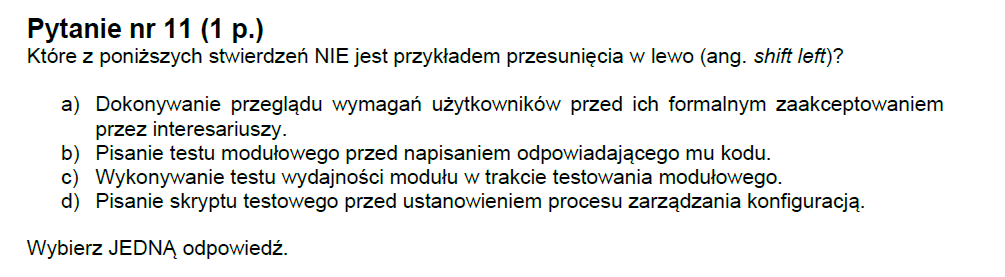 Pytanie nr 11 (1 p.)
Które z poniższych stwierdzeń NIE jest przykładem przesunięcia w lewo (ang. shift left)?
a) Dokonywanie przeglądu wymagań użytkowników przed ich formalnym zaakceptowaniem
przez interesariuszy.
b) Pisanie testu modułowego przed napisaniem odpowiadającego mu kodu.
c) Wykonywanie testu wydajności modułu w trakcie testowania modułowego.
d) Pisanie skryptu testowego przed ustanowieniem procesu zarządzania konfiguracją.
Wybierz JEDNĄ odpowiedź.